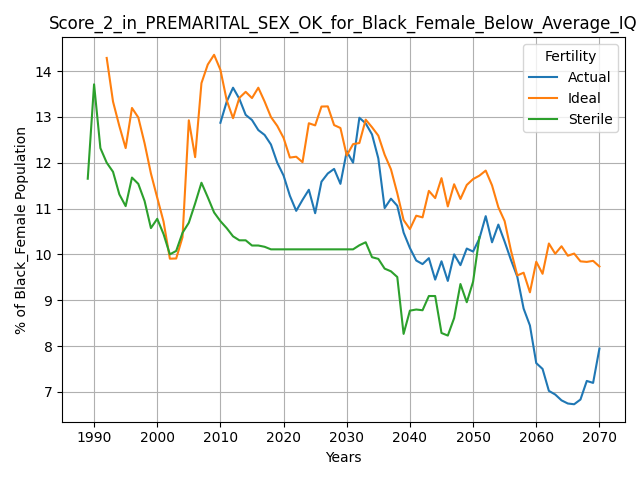 Score_2_in_PREMARITAL_SEX_OK_for_Black_Female_Below_Average_IQ
Fertility
Actual
Ideal
Sterile
% of Black_Female Population
14
13
12
11
10
9
8
7
1990 2000 2010 2020 2030 2040 2050 2060 2070
Years